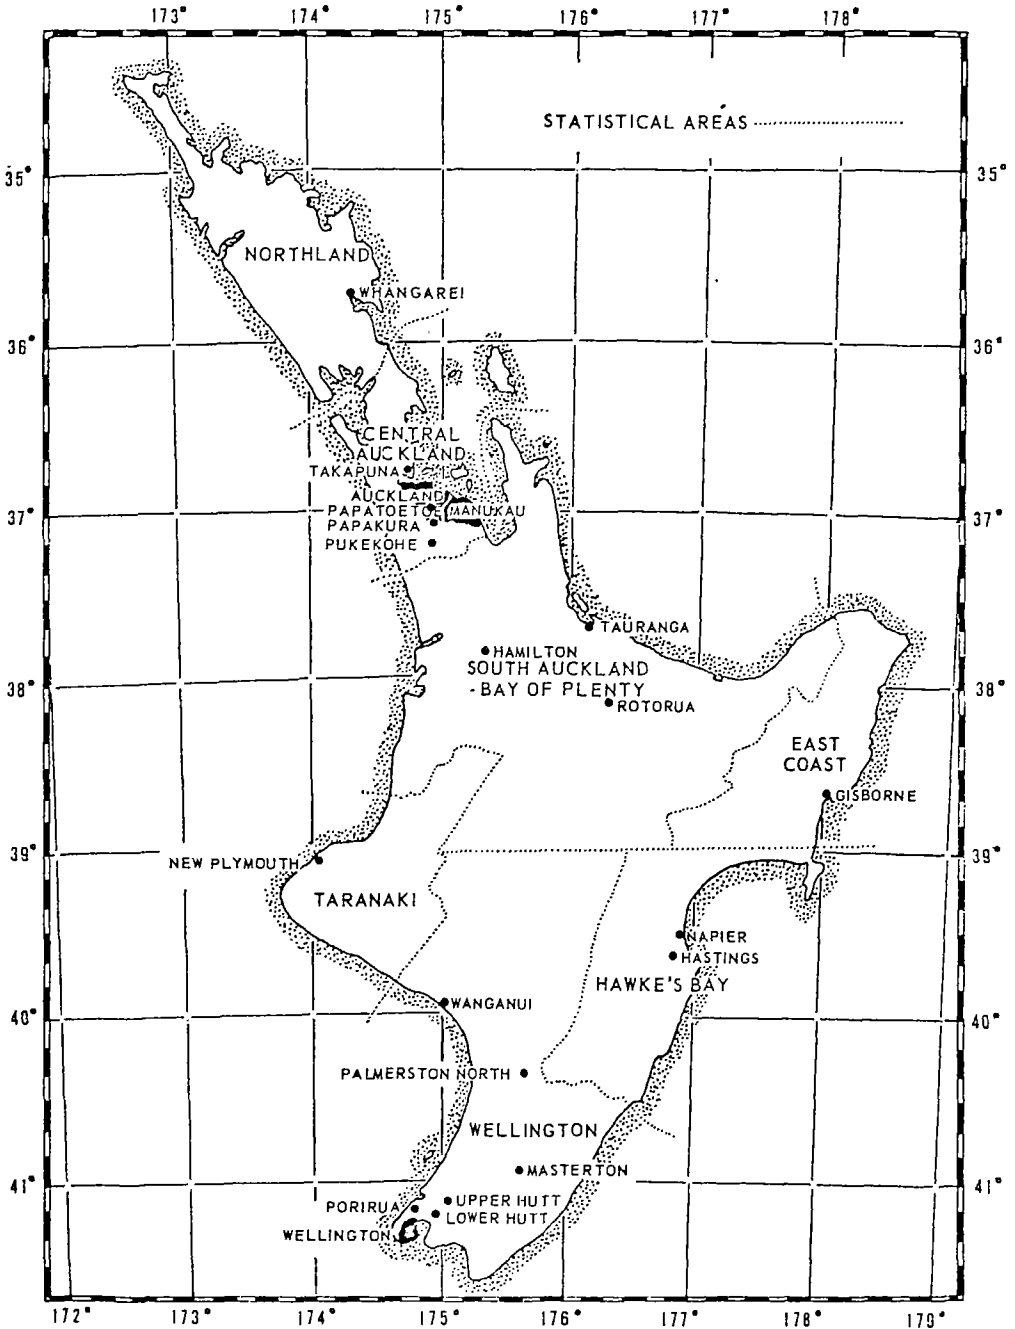 173° 174° 175° 176° 177° 178°
STATISTICAL AREAS
35° 35°
NORTHLAND
WHANGAREI
36° 36°
CENTRAL
AUCKLAND
TAKAPUNA
AUCKLAND
PAPATOETOE MANUKAU
37° 37°
PAPAKURA
PUKEKOHE
TAURANGA
HAMILTON
SOUTH AUCKLAND
-BAY OF PLENTY
38° 38°
ROTORUA
EAST
COAST
GISBORNE
39° 39°
NEW PLYMOUTH
TARANAKI
NAPIER
HASTINGS
HAWKE'S BAY
WANGANUI
40° 40°
PALMERSTON NORTH
WELLINGTON
MASTERTON
41° 41°
UPPER HUTT
PORIRUA
LOWER HUTT
WELLINGTON
172° 173° 174° 175° 176° 177° 178° 179°